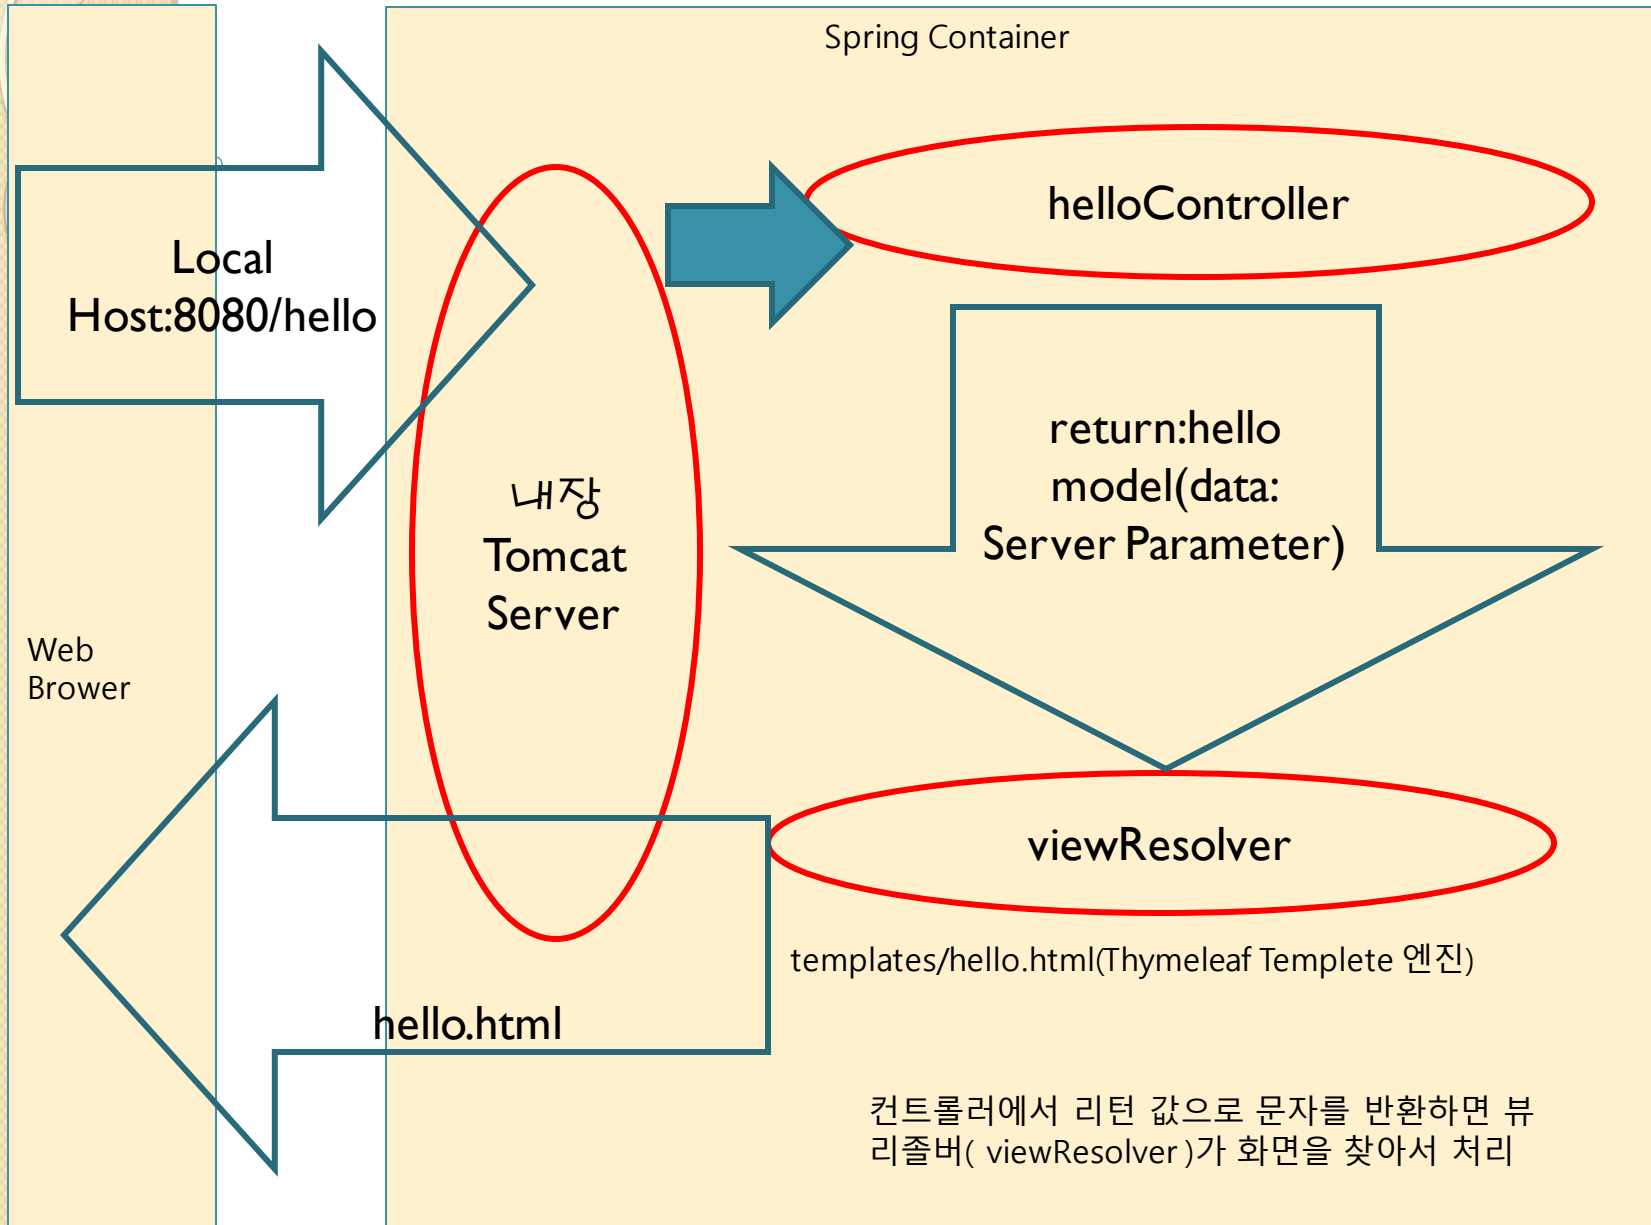 Spring Container
helloController
Local
Host:8080/hello
return:hello
model(data:
Server Parameter)
내장
Tomcat
Server
Web
Brower
viewResolver
templates/hello.html(Thymeleaf Templete 엔진)
hello.html
컨트롤러에서 리턴 값으로 문자를 반환하면 뷰
리졸버( viewResolver )가 화면을 찾아서 처리